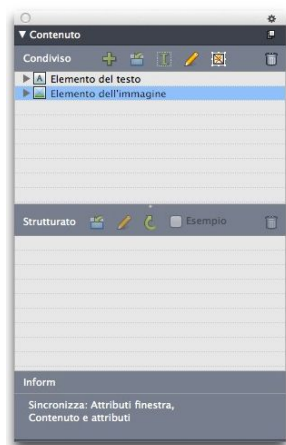 Contenuto
Condiviso
A Elemento del testo
Elemento dell'immagine
Strutturato Esempio
Inform
Sincronizza: Attributi finestra,
Contenuto e attributi